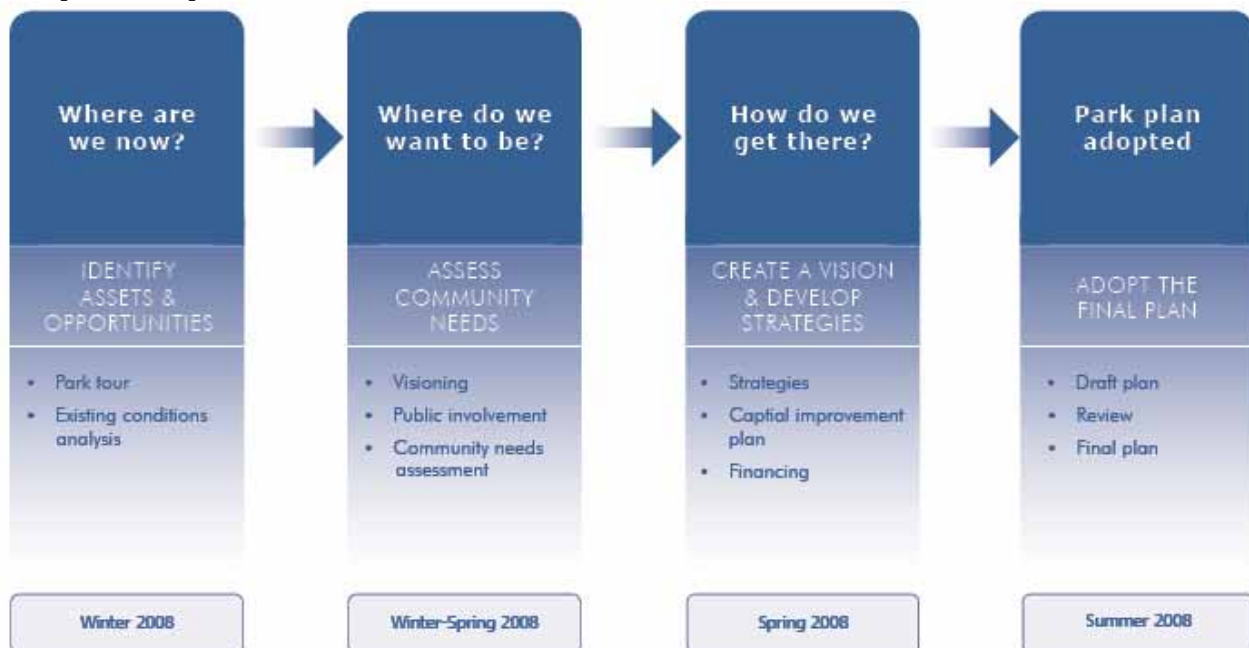 Where are
we now?
IDENTIFY
ASSETS &
OPPORTUNITIES
• Park tour
• Existing conditions
analysis
Winter 2008
Where do we
want to be?
ASSESS
COMMUNITY
NEEDS
• Visioning
• Public involvement
• Community needs
assessment
Winter-Spring 2008
How do we
get there?
CREATE A VISION
& DEVELOP
STRATEGIES
• Strategies
• Captial improvement
plan
• Financing
Spring 2008
Park plan
adopted
ADOPT THE
FINAL PLAN
• Draft plan
• Review
• Final plan
Summer 2008